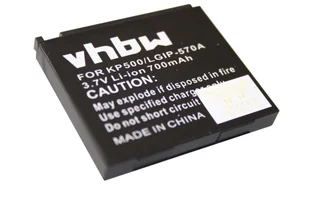 vhbw
FOR KP500/LGIP-570A
3.7V Li-ion 700mAh
CAUTION:
May explode if disposed in fire
Use specified charger only
Do not short circuit
MADE IN CHINA